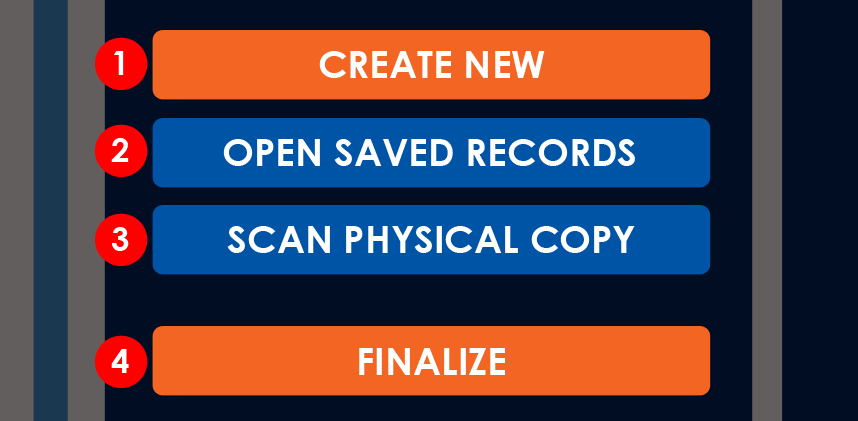 1 CREATE NEW
2 OPEN SAVED RECORDS
3 SCAN PHYSICAL COPY
4 FINALIZE